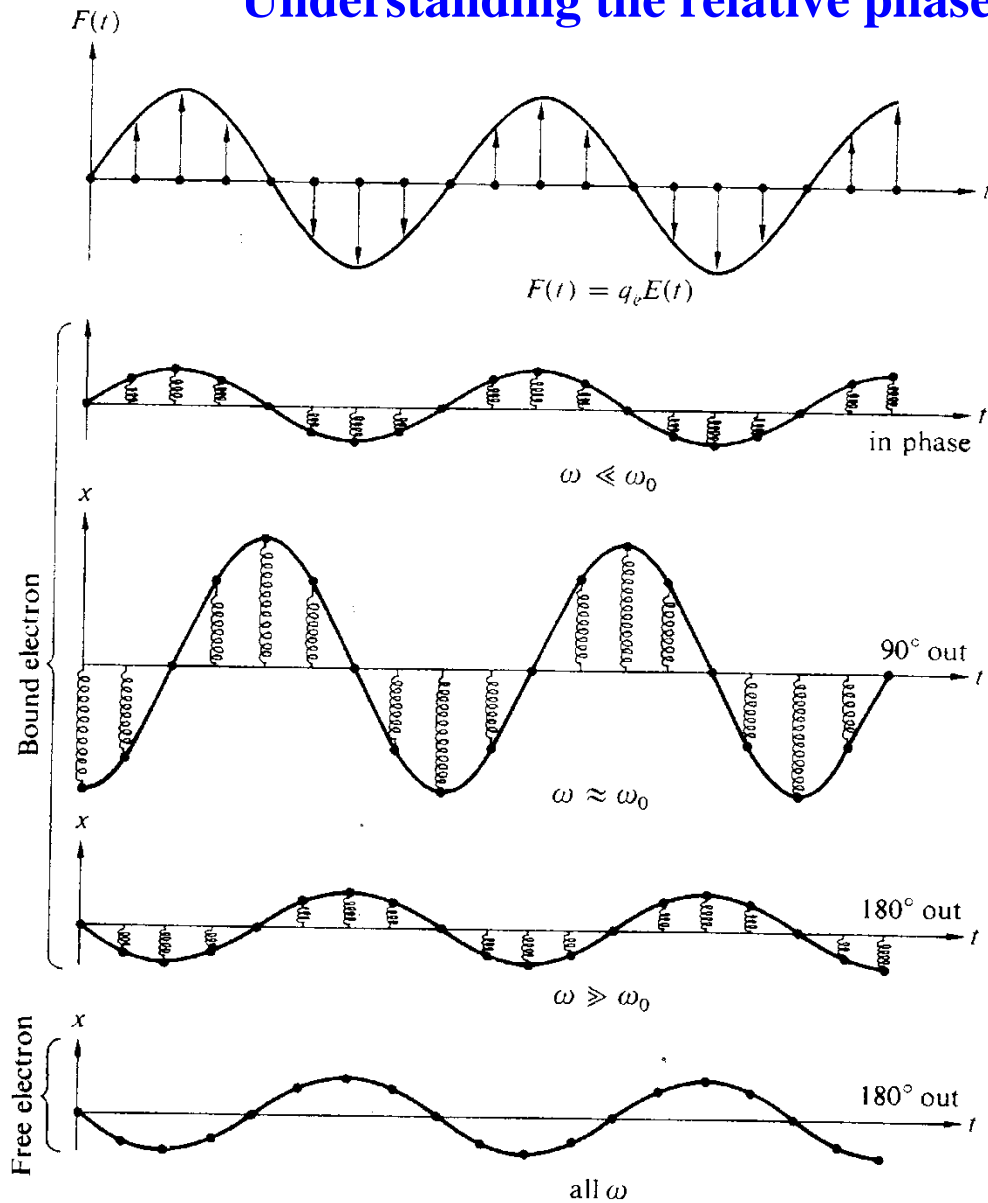 Understanding the relative phase
F(t)
t
F(t) = qₑE(t)
t
in phase
ω ≪ ω₀
x
90° out
t
Bound electron
ω ≈ ω₀
x
180° out
t
ω ≫ ω₀
x
Free electron
180° out
t
all ω